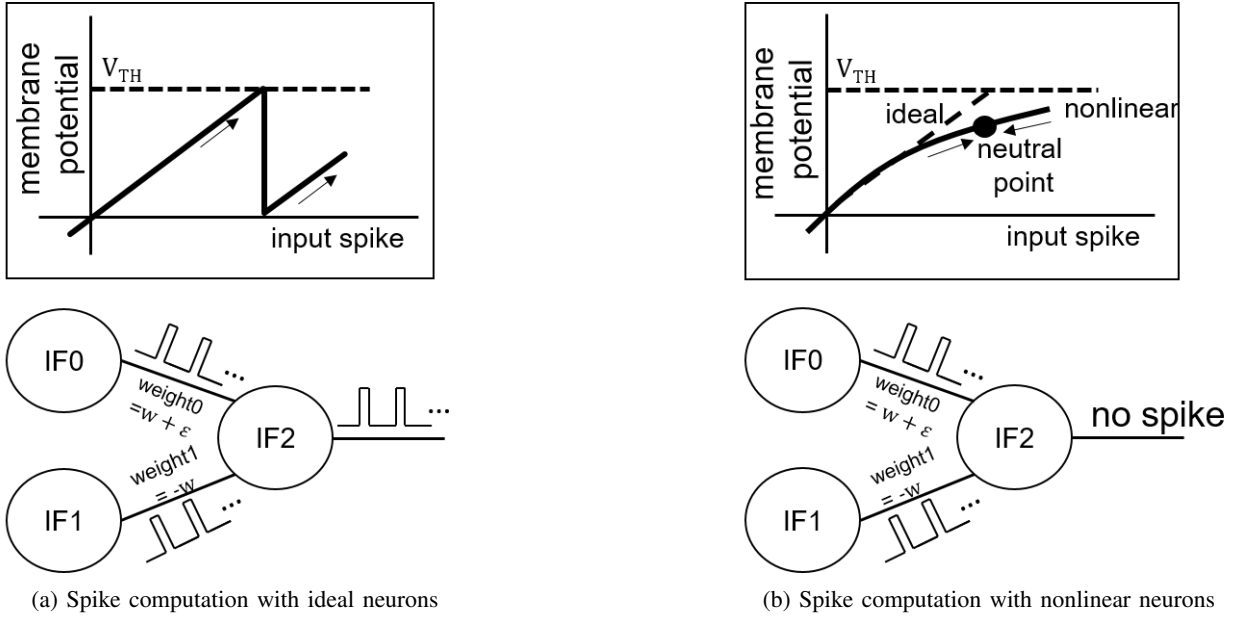 membrane
potential
V_TH
input spike
IF0
weight0
=w + ε
...
IF2
...
weight1
= -w
...
IF1
(a) Spike computation with ideal neurons
membrane
potential
V_TH
ideal
nonlinear
neutral
point
input spike
IF0
weight0
= w + ε
...
IF2
no spike
weight1
= -w
...
IF1
(b) Spike computation with nonlinear neurons